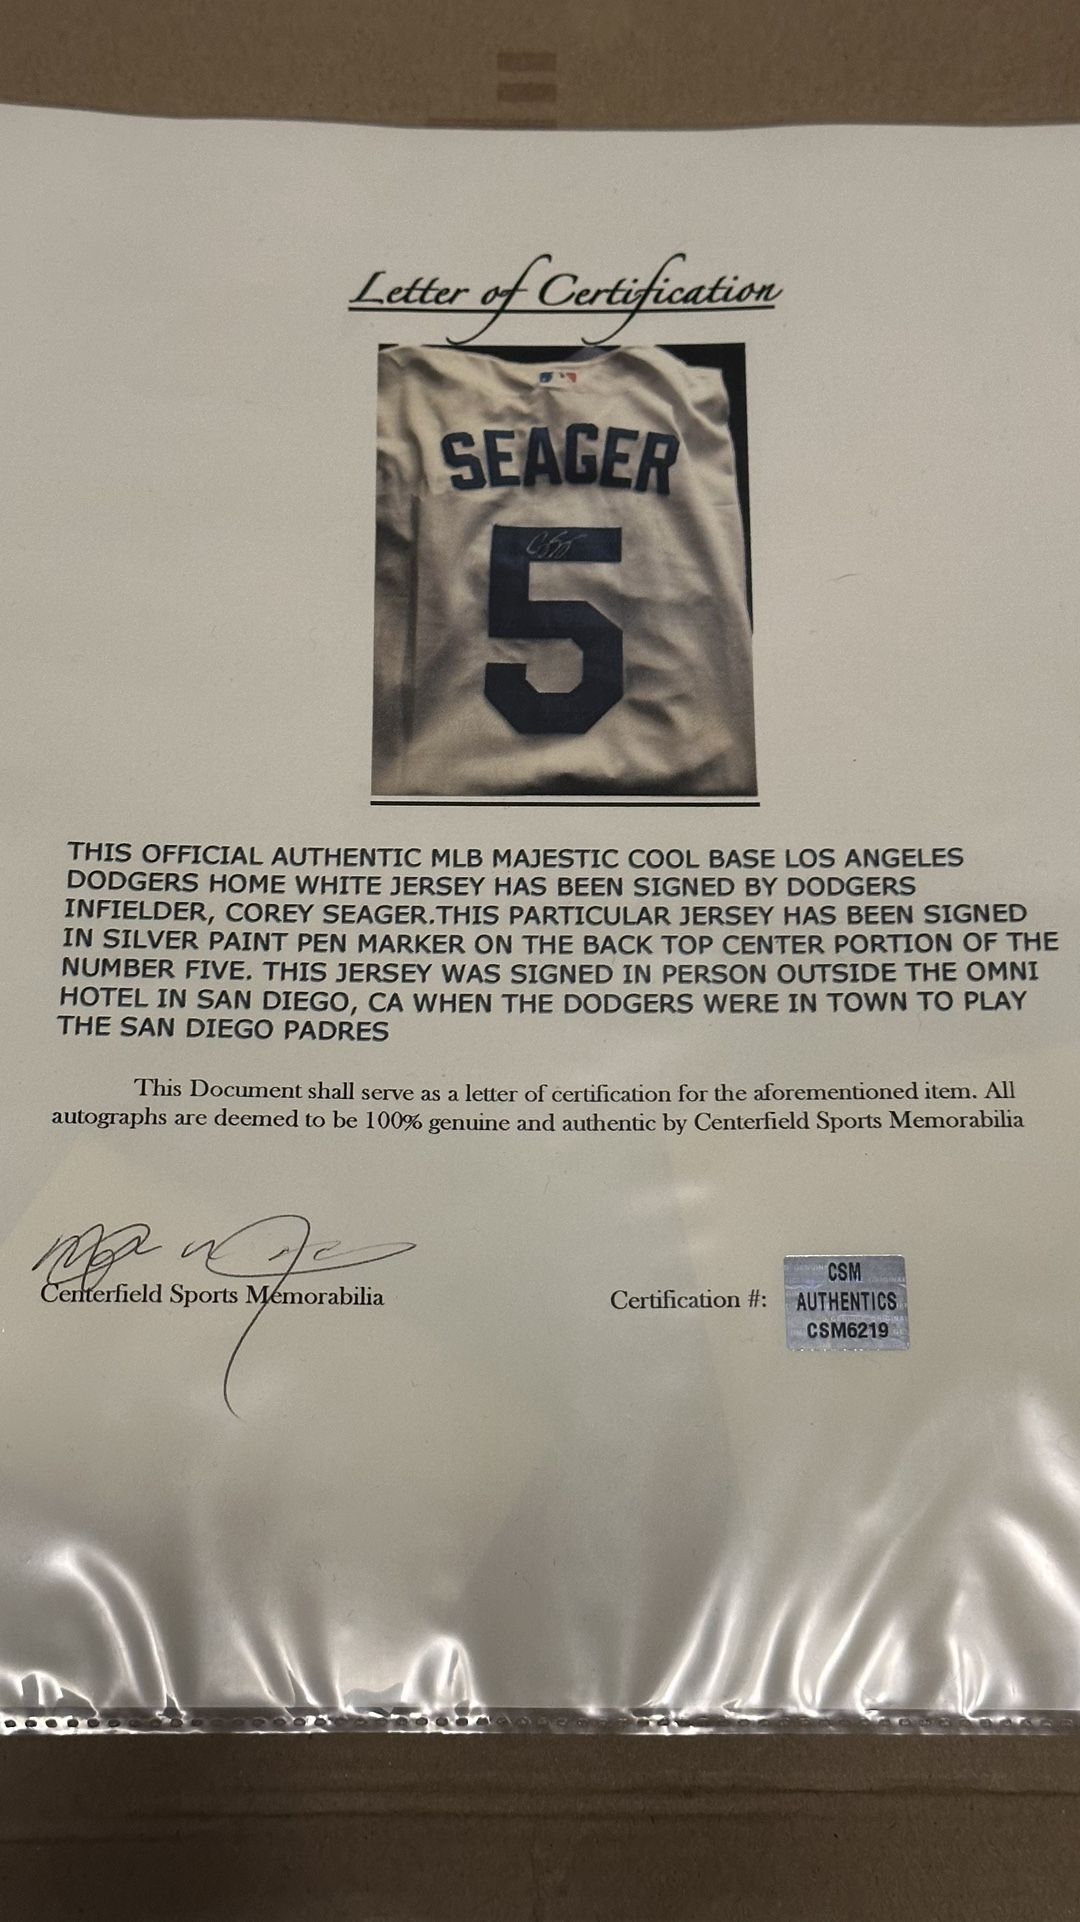 Letter of Certification
SEAGER
5
THIS OFFICIAL AUTHENTIC MLB MAJESTIC COOL BASE LOS ANGELES
DODGERS HOME WHITE JERSEY HAS BEEN SIGNED BY DODGERS
INFIELDER, COREY SEAGER.THIS PARTICULAR JERSEY HAS BEEN SIGNED
IN SILVER PAINT PEN MARKER ON THE BACK TOP CENTER PORTION OF THE
NUMBER FIVE. THIS JERSEY WAS SIGNED IN PERSON OUTSIDE THE OMNI
HOTEL IN SAN DIEGO, CA WHEN THE DODGERS WERE IN TOWN TO PLAY
THE SAN DIEGO PADRES
This Document shall serve as a letter of certification for the aforementioned item. All
autographs are deemed to be 100% genuine and authentic by Centerfield Sports Memorabilia
Centerfield Sports Memorabilia
Certification #:
CSM
AUTHENTICS
CSM6219